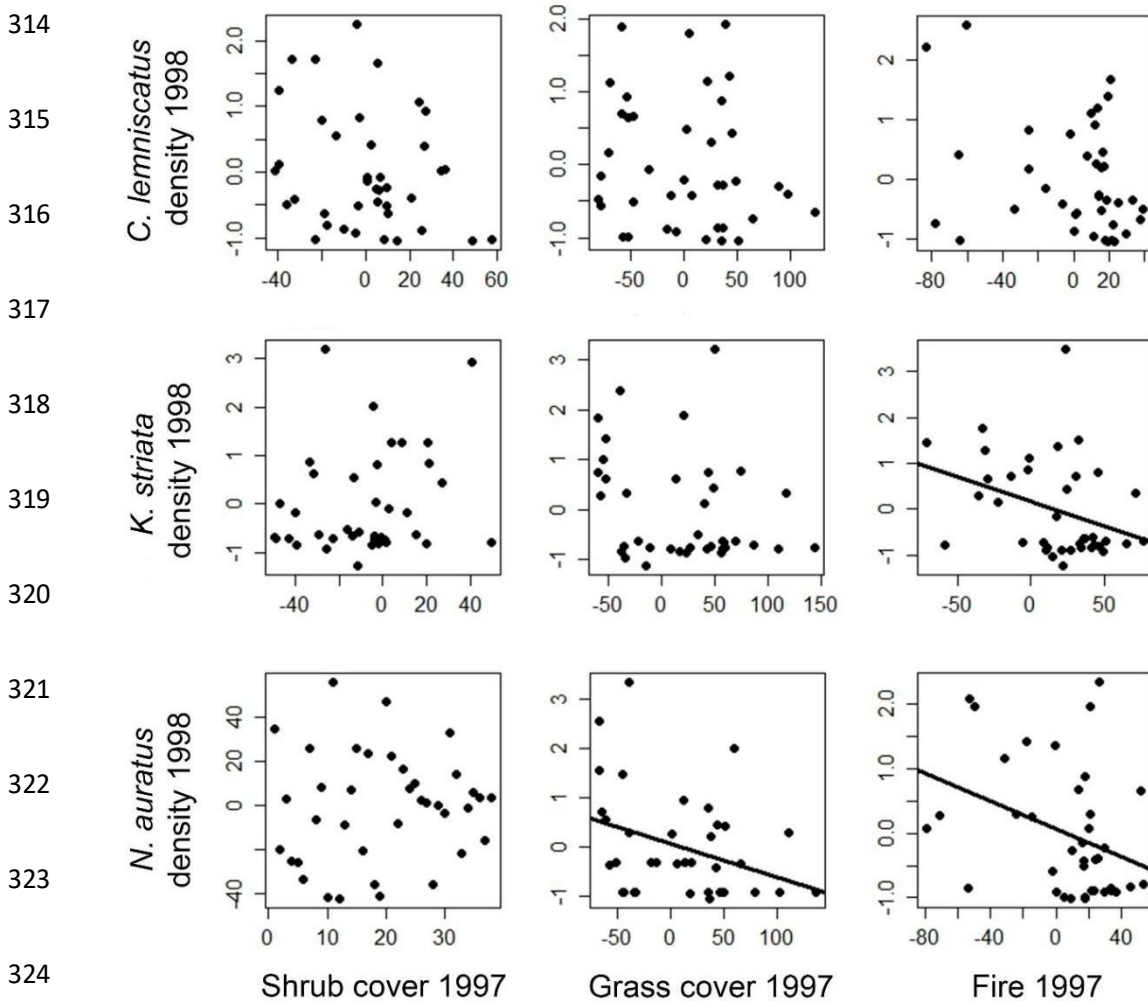 314
315
316
317
318
319
320
321
322
323
324
C. lemniscatus
density 1998
-1.0 0.0 1.0 2.0
-40 0 20 40 60
-1.0 0.0 1.0 2.0
-50 0 50 100
-1 0 1 2
-80 -40 0 20
K. striata
density 1998
-1 0 1 2 3
-40 0 20 40
-1 0 1 2 3
-50 0 50 100 150
-1 0 1 2 3
-50 0 50
N. auratus
density 1998
-40 0 20 40
0 10 20 30
-1 0 1 2 3
-50 0 50 100
-1.0 0.0 1.0 2.0
-80 -40 0 40
Shrub cover 1997
Grass cover 1997
Fire 1997